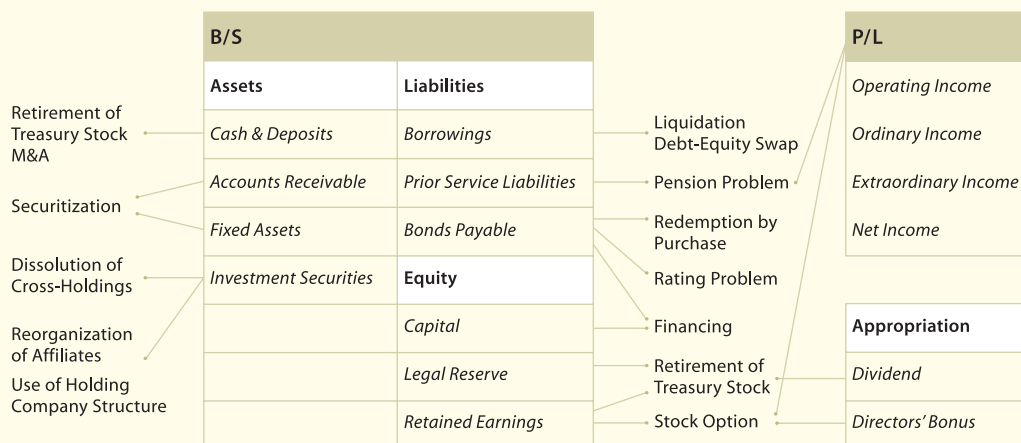 B/S
Assets
Liabilities
Retirement of
Treasury Stock
M&A
Cash & Deposits
Borrowings
Liquidation
Debt-Equity Swap
Securitization
Accounts Receivable
Prior Service Liabilities
Pension Problem
Fixed Assets
Bonds Payable
Redemption by
Purchase
Rating Problem
Dissolution of
Cross-Holdings
Investment Securities
Equity
Reorganization
of Affiliates
Capital
Financing
Use of Holding
Company Structure
Legal Reserve
Retirement of
Treasury Stock
Retained Earnings
Stock Option
P/L
Operating Income
Ordinary Income
Extraordinary Income
Net Income
Appropriation
Dividend
Directors' Bonus